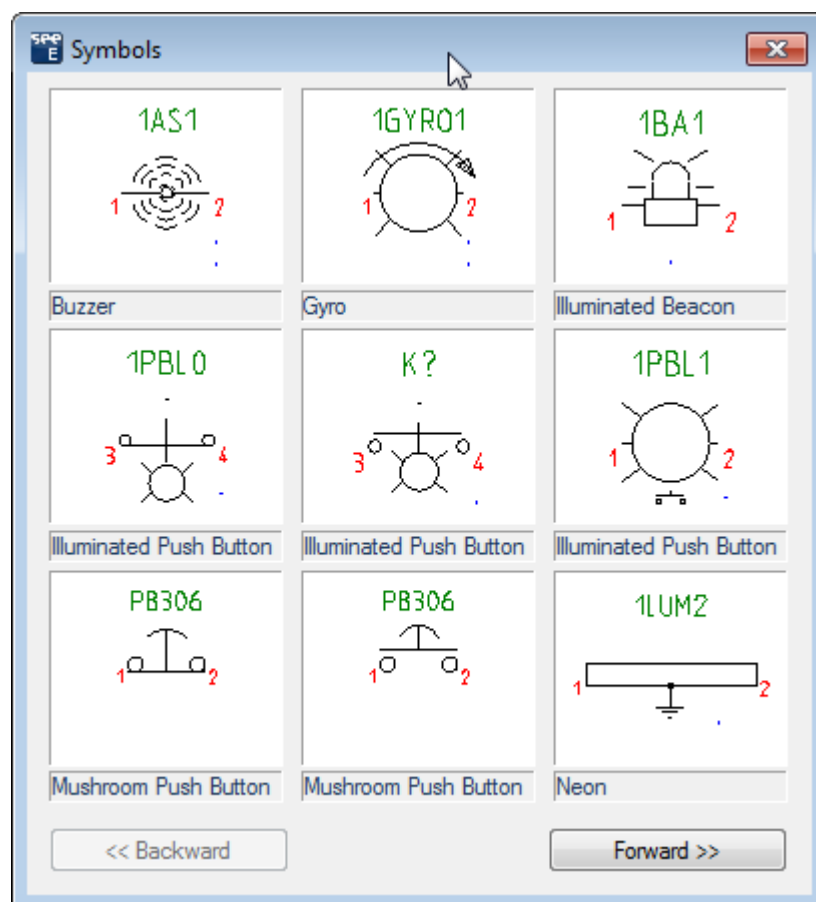 see E Symbols
1AS1 1GYRO1 1BA1
1 2 1 2 1 2
Buzzer Gyro Illuminated Beacon
1PBL0 K? 1PBL1
3 4 3 4 1 2
Illuminated Push Button Illuminated Push Button Illuminated Push Button
PB306 PB306 1LUM2
1 2 1 2 1 2
Mushroom Push Button Mushroom Push Button Neon
<< Backward Forward >>